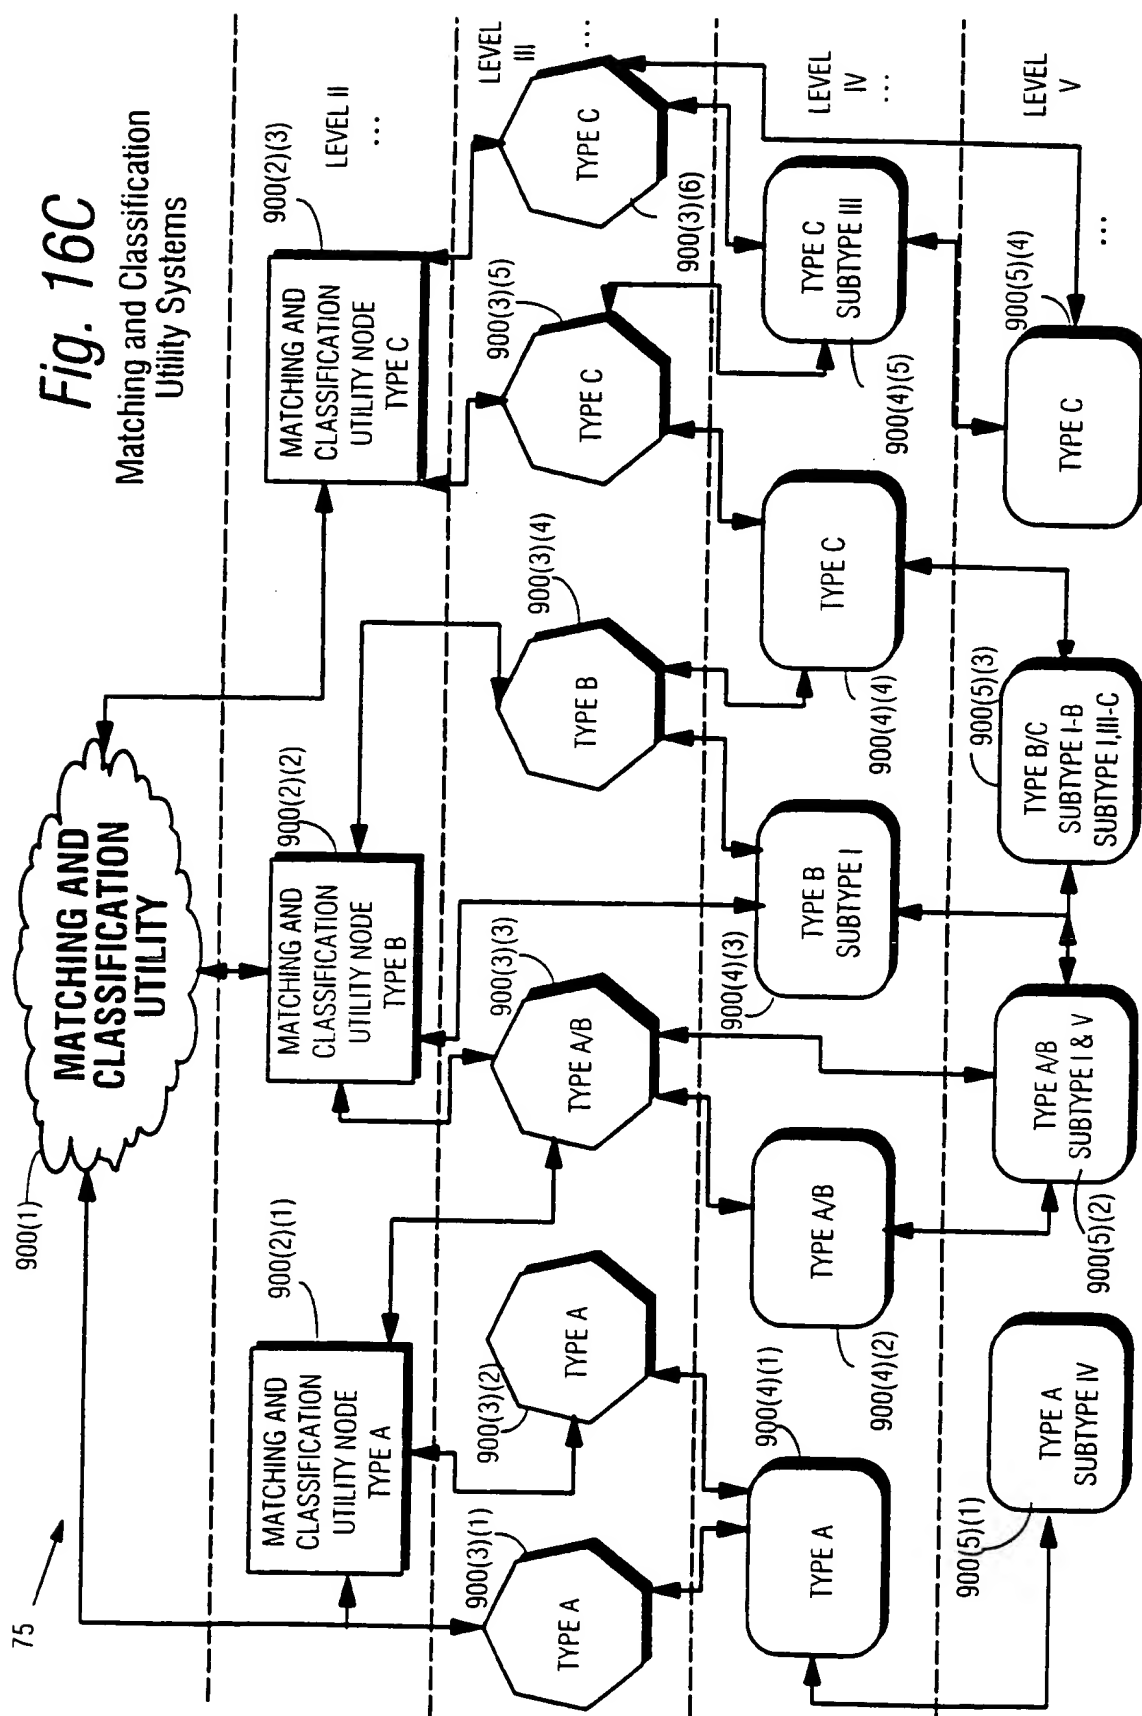 Fig. 16C
Matching and Classification
Utility Systems
75
900(1)
MATCHING AND
CLASSIFICATION
UTILITY
LEVEL II
...
900(2)(1)
MATCHING AND
CLASSIFICATION
UTILITY NODE
TYPE A
900(2)(2)
MATCHING AND
CLASSIFICATION
UTILITY NODE
TYPE B
900(2)(3)
MATCHING AND
CLASSIFICATION
UTILITY NODE
TYPE C
LEVEL
III
...
900(3)(1)
TYPE A
900(3)(2)
TYPE A
900(3)(3)
TYPE A/B
900(3)(4)
TYPE B
900(3)(5)
TYPE C
900(3)(6)
TYPE C
LEVEL
IV
...
900(4)(1)
TYPE A
900(4)(2)
TYPE A/B
900(4)(3)
TYPE B
SUBTYPE I
900(4)(4)
TYPE C
900(4)(5)
TYPE C
SUBTYPE III
LEVEL
V
...
900(5)(1)
TYPE A
SUBTYPE IV
900(5)(2)
TYPE A/B
SUBTYPE I & V
900(5)(3)
TYPE B/C
SUBTYPE I-B
SUBTYPE I,III-C
900(5)(4)
TYPE C